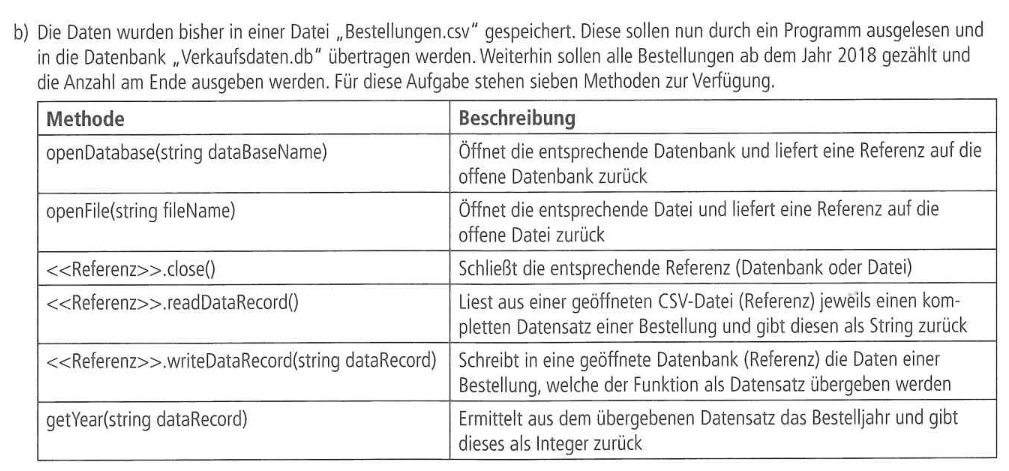 b) Die Daten wurden bisher in einer Datei „Bestellungen.csv“ gespeichert. Diese sollen nun durch ein Programm ausgelesen und
in die Datenbank „Verkaufsdaten.db“ übertragen werden. Weiterhin sollen alle Bestellungen ab dem Jahr 2018 gezählt und
die Anzahl am Ende ausgeben werden. Für diese Aufgabe stehen sieben Methoden zur Verfügung.
Methode
Beschreibung
openDatabase(string dataBaseName)
Öffnet die entsprechende Datenbank und liefert eine Referenz auf die
offene Datenbank zurück
openFile(string fileName)
Öffnet die entsprechende Datei und liefert eine Referenz auf die
offene Datei zurück
<<Referenz>>.close()
Schließt die entsprechende Referenz (Datenbank oder Datei)
<<Referenz>>.readDataRecord()
Liest aus einer geöffneten CSV-Datei (Referenz) jeweils einen kom-
pletten Datensatz einer Bestellung und gibt diesen als String zurück
<<Referenz>>.writeDataRecord(string dataRecord)
Schreibt in eine geöffnete Datenbank (Referenz) die Daten einer
Bestellung, welche der Funktion als Datensatz übergeben werden
getYear(string dataRecord)
Ermittelt aus dem übergebenen Datensatz das Bestelljahr und gibt
dieses als Integer zurück